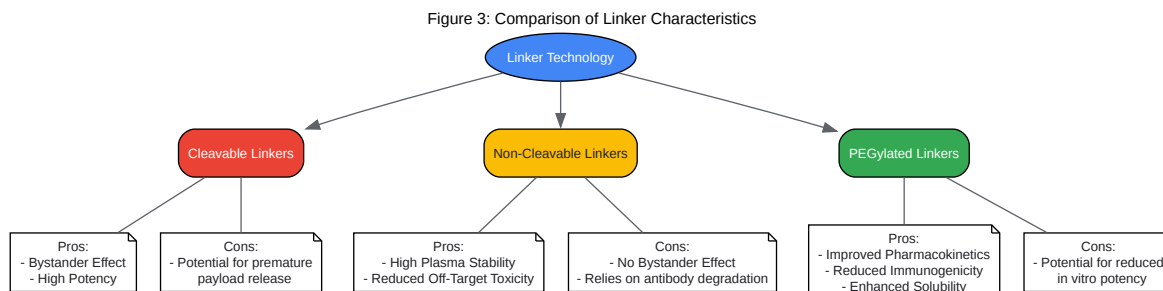 Figure 3: Comparison of Linker Characteristics
Linker Technology
Cleavable Linkers
Non-Cleavable Linkers
PEGylated Linkers
Pros:
- Bystander Effect
- High Potency
Cons:
- Potential for premature
payload release
Pros:
- High Plasma Stability
- Reduced Off-Target Toxicity
Cons:
- No Bystander Effect
- Relies on antibody degradation
Pros:
- Improved Pharmacokinetics
- Reduced Immunogenicity
- Enhanced Solubility
Cons:
- Potential for reduced
in vitro potency